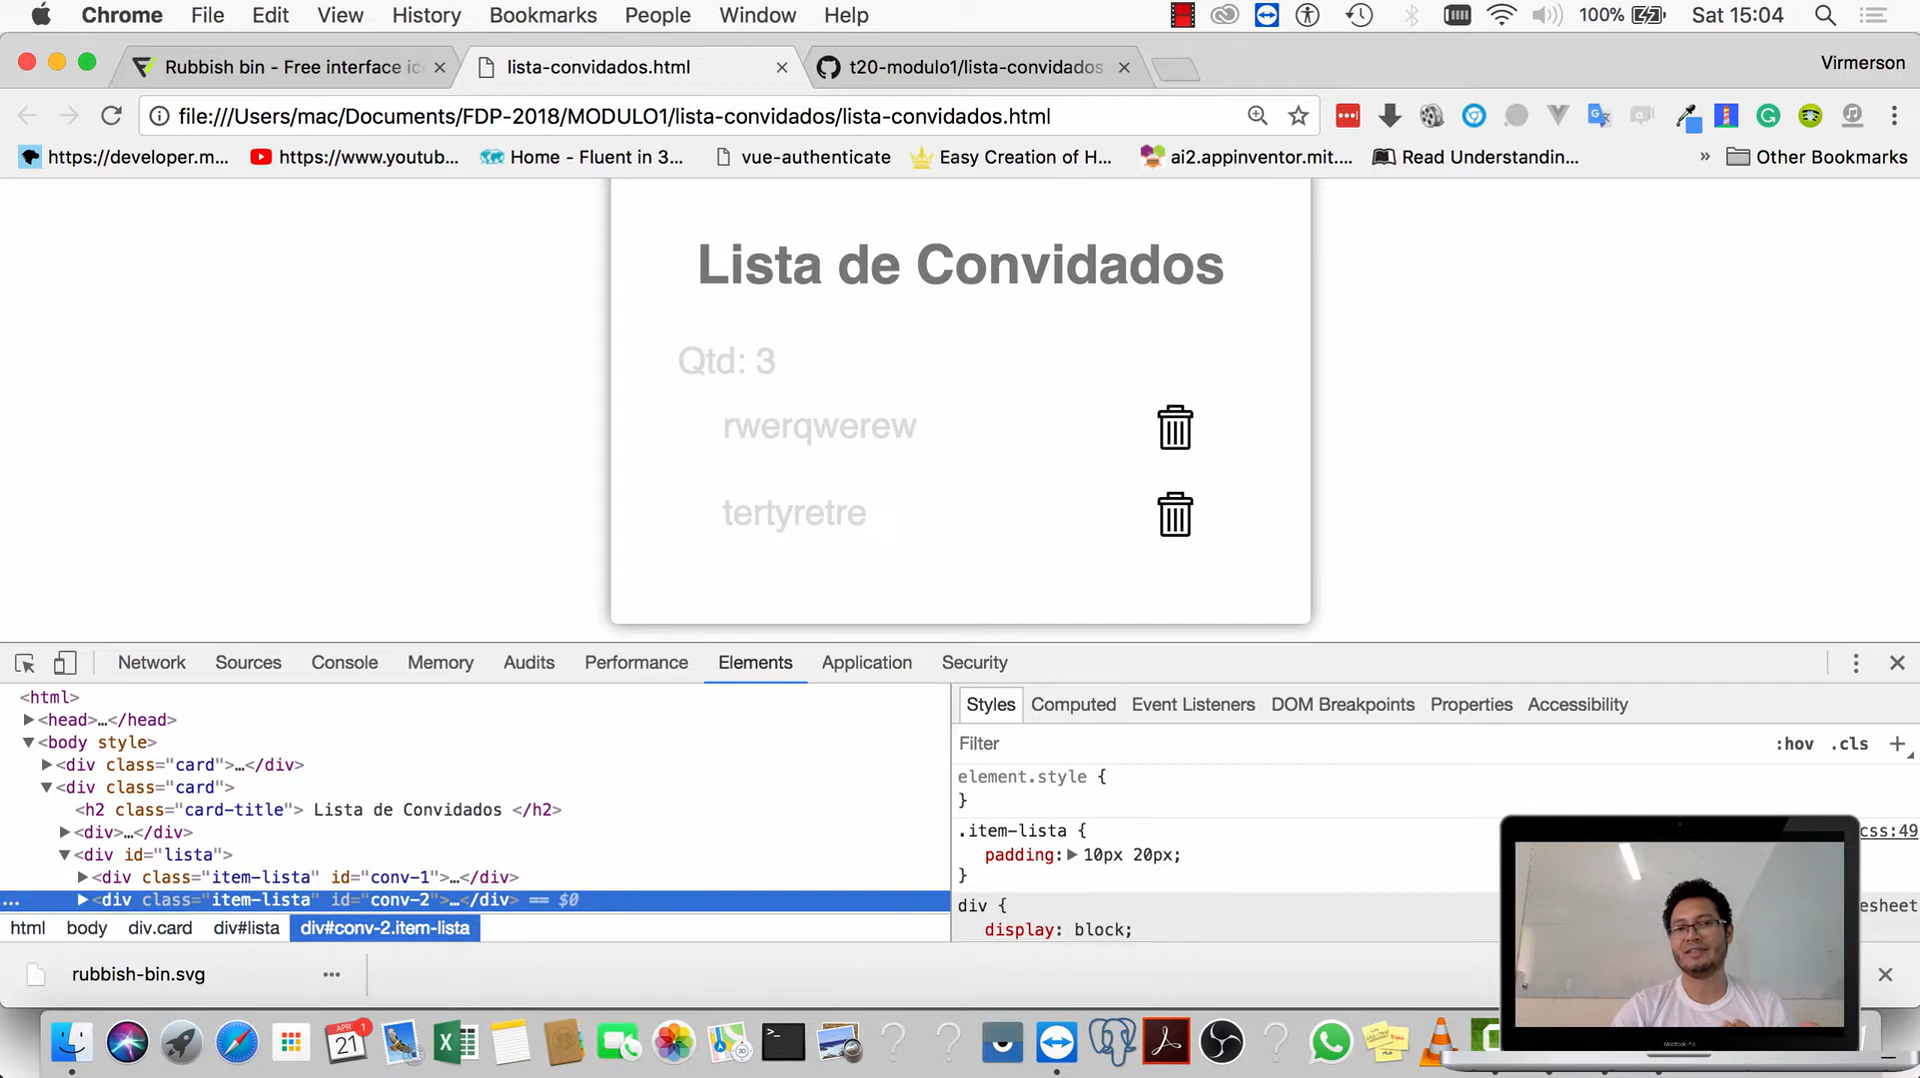 Chrome File Edit View History Bookmarks People Window Help 100% Sat 15:04
Rubbish bin - Free interface ic lista-convidados.html t20-modulo1/lista-convidados Virmerson
file:///Users/mac/Documents/FDP-2018/MODULO1/lista-convidados/lista-convidados.html
https://developer.m... https://www.youtub... Home - Fluent in 3... vue-authenticate Easy Creation of H... ai2.appinventor.mit.... Read Understandin... » Other Bookmarks
Lista de Convidados
Qtd: 3
rwerqwerew
tertyretre
Network Sources Console Memory Audits Performance Elements Application Security
<html>
<head>…</head>
<body style>
<div class="card">…</div>
<div class="card">
<h2 class="card-title"> Lista de Convidados </h2>
<div>…</div>
<div id="lista">
<div class="item-lista" id="conv-1">…</div>
... <div class="item-lista" id="conv-2">…</div> == $0
html body div.card div#lista div#conv-2.item-lista
Styles Computed Event Listeners DOM Breakpoints Properties Accessibility
Filter :hov .cls +
element.style {
}
.item-lista { css:49
padding: 10px 20px;
}
div { esheet
display: block;
rubbish-bin.svg
APR 1
21